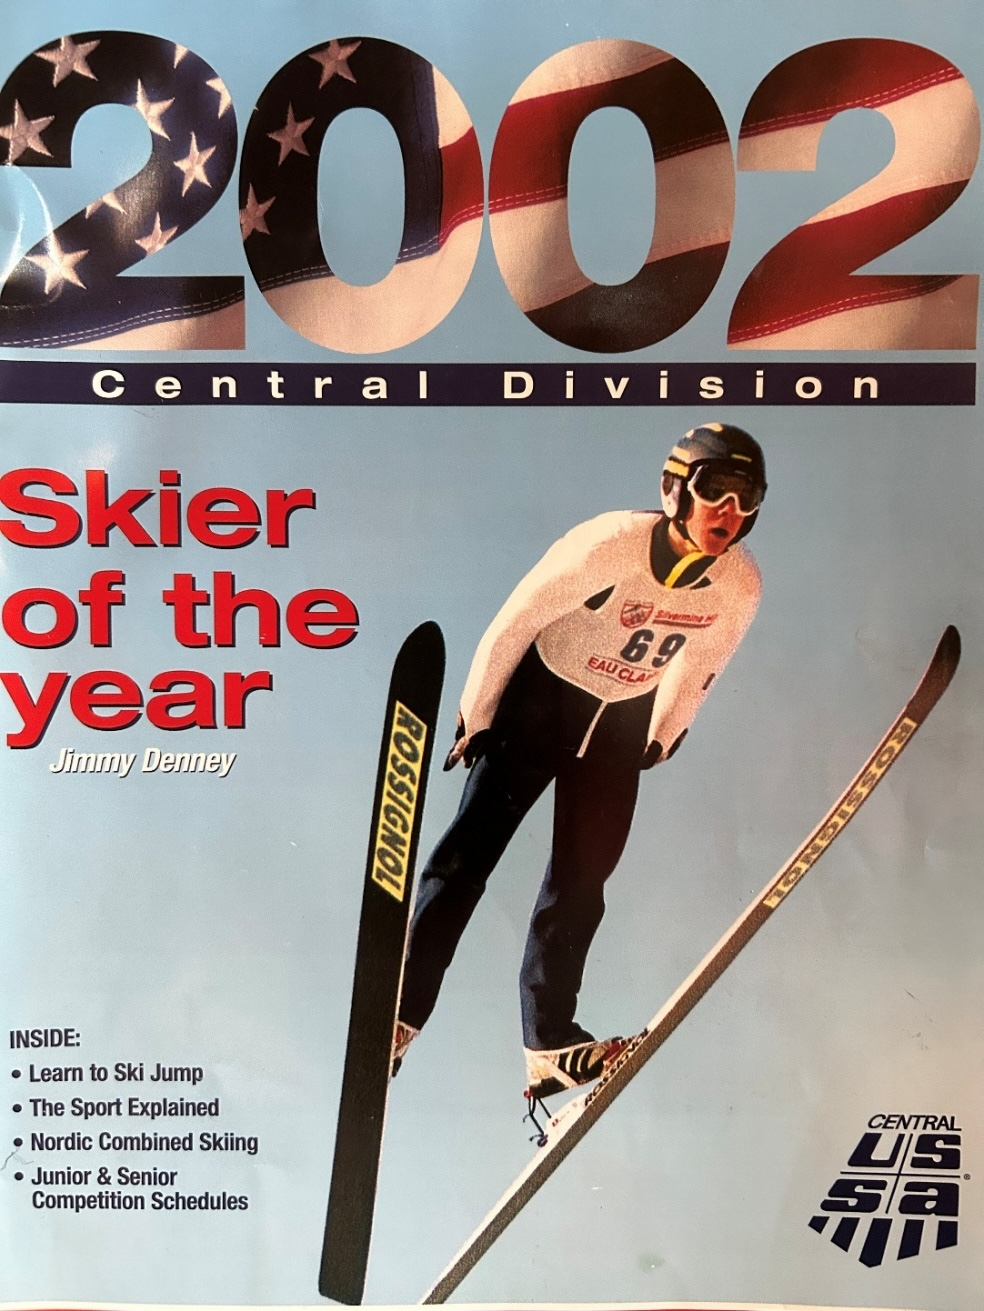 2002
Central Division
Skier
of the
year
Jimmy Denney
Silvermine
69
EAU
ROSSIGNOL
ROSSIGNOL
INSIDE:
• Learn to Ski Jump
• The Sport Explained
• Nordic Combined Skiing
• Junior & Senior
Competition Schedules
CENTRAL
US
Sa®